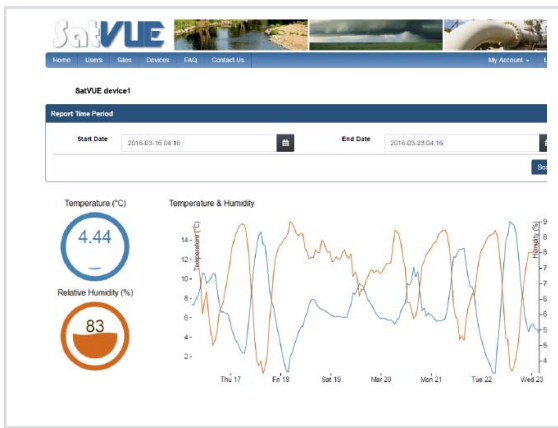 SatVUE
Home Users Sites Devices FAQ Contact Us My Account
SatVUE device1
Report Time Period
Start Date 2016-03-16 04:16 End Date 2016-03-23 04:16
Temperature (°C) Temperature & Humidity
4.44
Relative Humidity (%)
83
Temperature (°C)
14
12
10
8
6
4
2
Humidity (%)
Thu 17 Fri 18 Sat 19 Mar 20 Mon 21 Tue 22 Wed 23